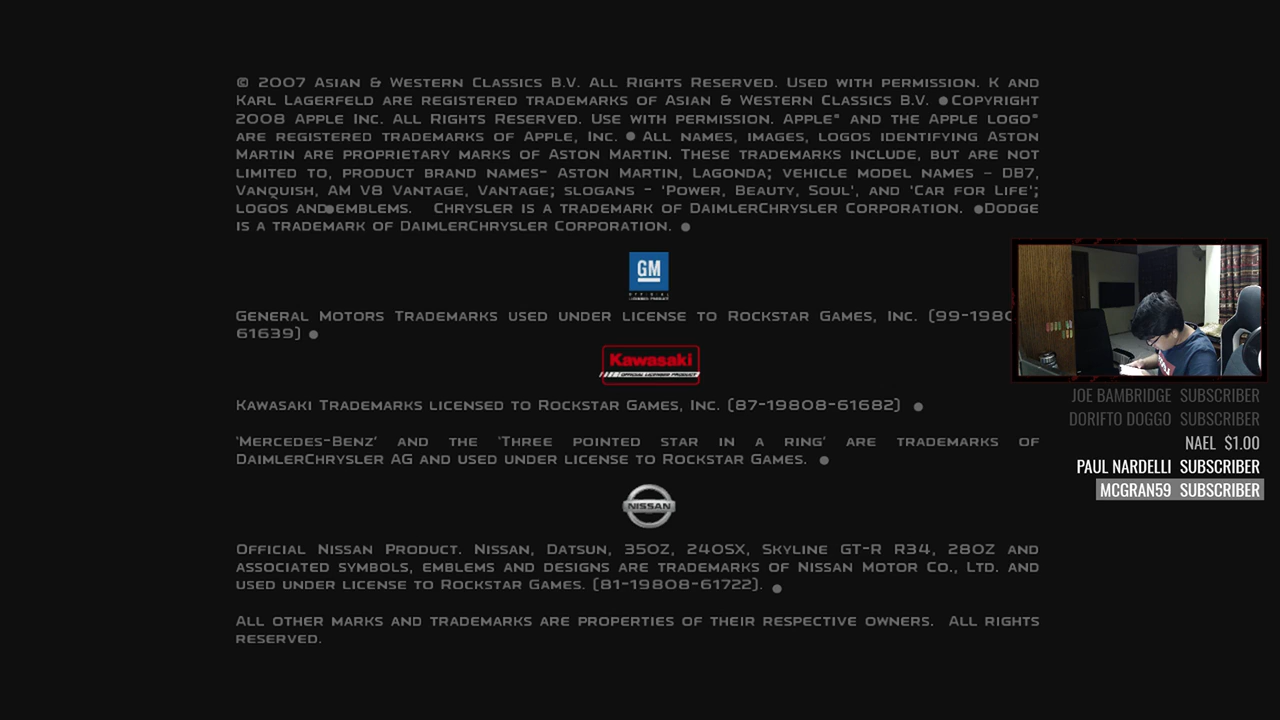 © 2007 Asian & Western Classics B.V. All Rights Reserved. Used with permission. K and
Karl Lagerfeld are registered trademarks of Asian & Western Classics B.V. ●Copyright
2008 Apple Inc. All Rights Reserved. Use with permission. Apple® and the Apple logo®
are registered trademarks of Apple, Inc. ● All names, images, logos identifying Aston
Martin are proprietary marks of Aston Martin. These trademarks include, but are not
limited to, product brand names- Aston Martin, Lagonda; vehicle model names – DB7,
Vanquish, AM V8 Vantage, Vantage; slogans - 'Power, Beauty, Soul', and 'Car for Life';
logos and●emblems. Chrysler is a trademark of DaimlerChrysler Corporation. ●Dodge
is a trademark of DaimlerChrysler Corporation. ●
GM
General Motors Trademarks used under license to Rockstar Games, Inc. (99-1980
61639) ●
Kawasaki
OFFICIAL LICENSED PRODUCT
Kawasaki Trademarks licensed to Rockstar Games, Inc. (87-19808-61682) ●
'Mercedes-Benz' and the 'Three pointed star in a ring' are trademarks of
DaimlerChrysler AG and used under license to Rockstar Games. ●
NISSAN
Official Nissan Product. Nissan, Datsun, 350Z, 240SX, Skyline GT-R R34, 280Z and
associated symbols, emblems and designs are trademarks of Nissan Motor Co., Ltd. and
used under license to Rockstar Games. (81-19808-61722). ●
All other marks and trademarks are properties of their respective owners. All rights
reserved.
JOE BAMBRIDGE SUBSCRIBER
DORIFTO DOGGO SUBSCRIBER
NAEL $1.00
PAUL NARDELLI SUBSCRIBER
MCGRAN59 SUBSCRIBER